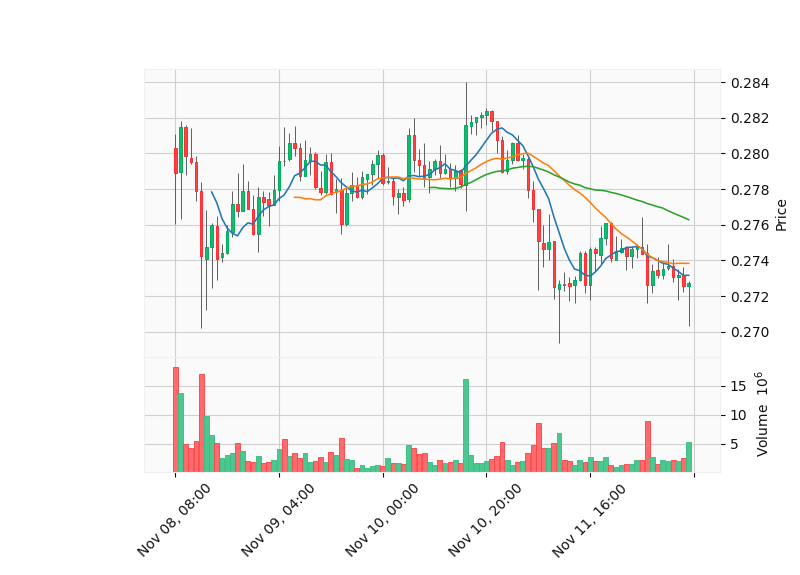 0.284
0.282
0.280
0.278
0.276
0.274
0.272
0.270
Price
15
10
5
Volume 10^6
Nov 08, 08:00
Nov 09, 04:00
Nov 10, 00:00
Nov 10, 20:00
Nov 11, 16:00